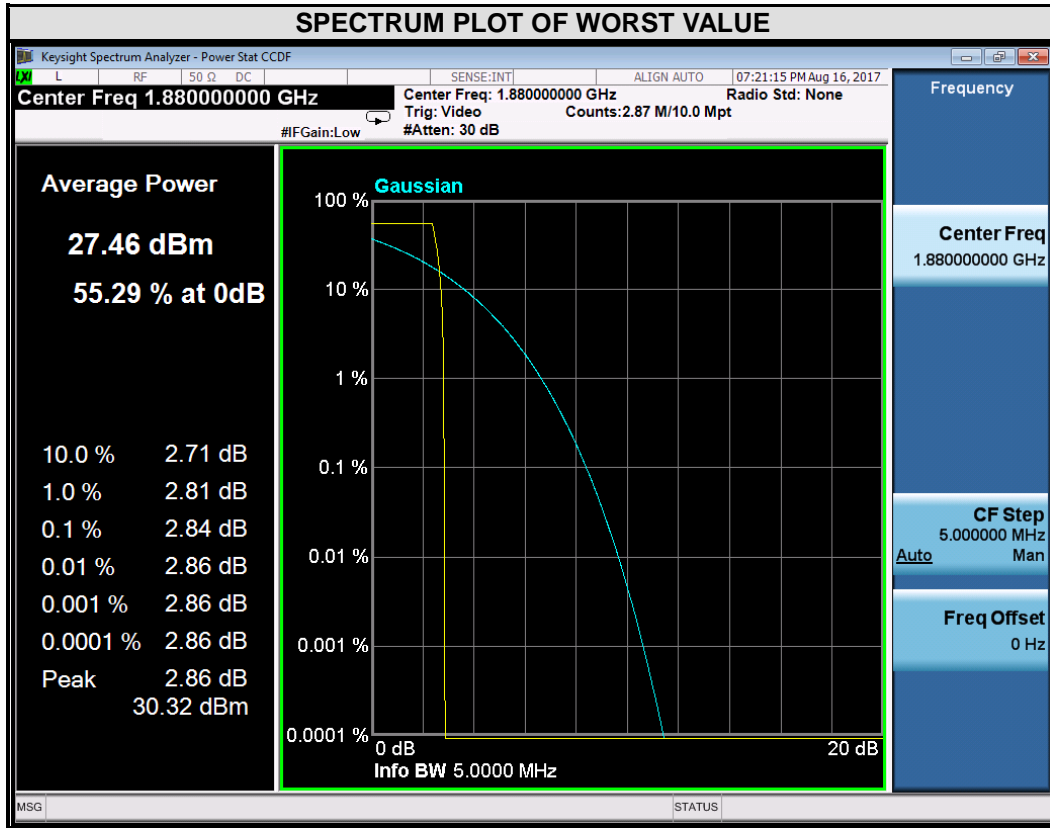 SPECTRUM PLOT OF WORST VALUE
Keysight Spectrum Analyzer - Power Stat CCDF
LXI L RF 50 Ω DC SENSE:INT ALIGN AUTO 07:21:15 PM Aug 16, 2017
Center Freq 1.880000000 GHz
Center Freq: 1.880000000 GHz Radio Std: None
Trig: Video Counts:2.87 M/10.0 Mpt
#IFGain:Low #Atten: 30 dB
Average Power
27.46 dBm
55.29 % at 0dB
10.0 % 2.71 dB
1.0 % 2.81 dB
0.1 % 2.84 dB
0.01 % 2.86 dB
0.001 % 2.86 dB
0.0001 % 2.86 dB
Peak 2.86 dB
30.32 dBm
Gaussian
100 %
10 %
1 %
0.1 %
0.01 %
0.001 %
0.0001 %
0 dB 20 dB
Info BW 5.0000 MHz
Frequency
Center Freq
1.880000000 GHz
CF Step
5.000000 MHz
Auto Man
Freq Offset
0 Hz
MSG STATUS